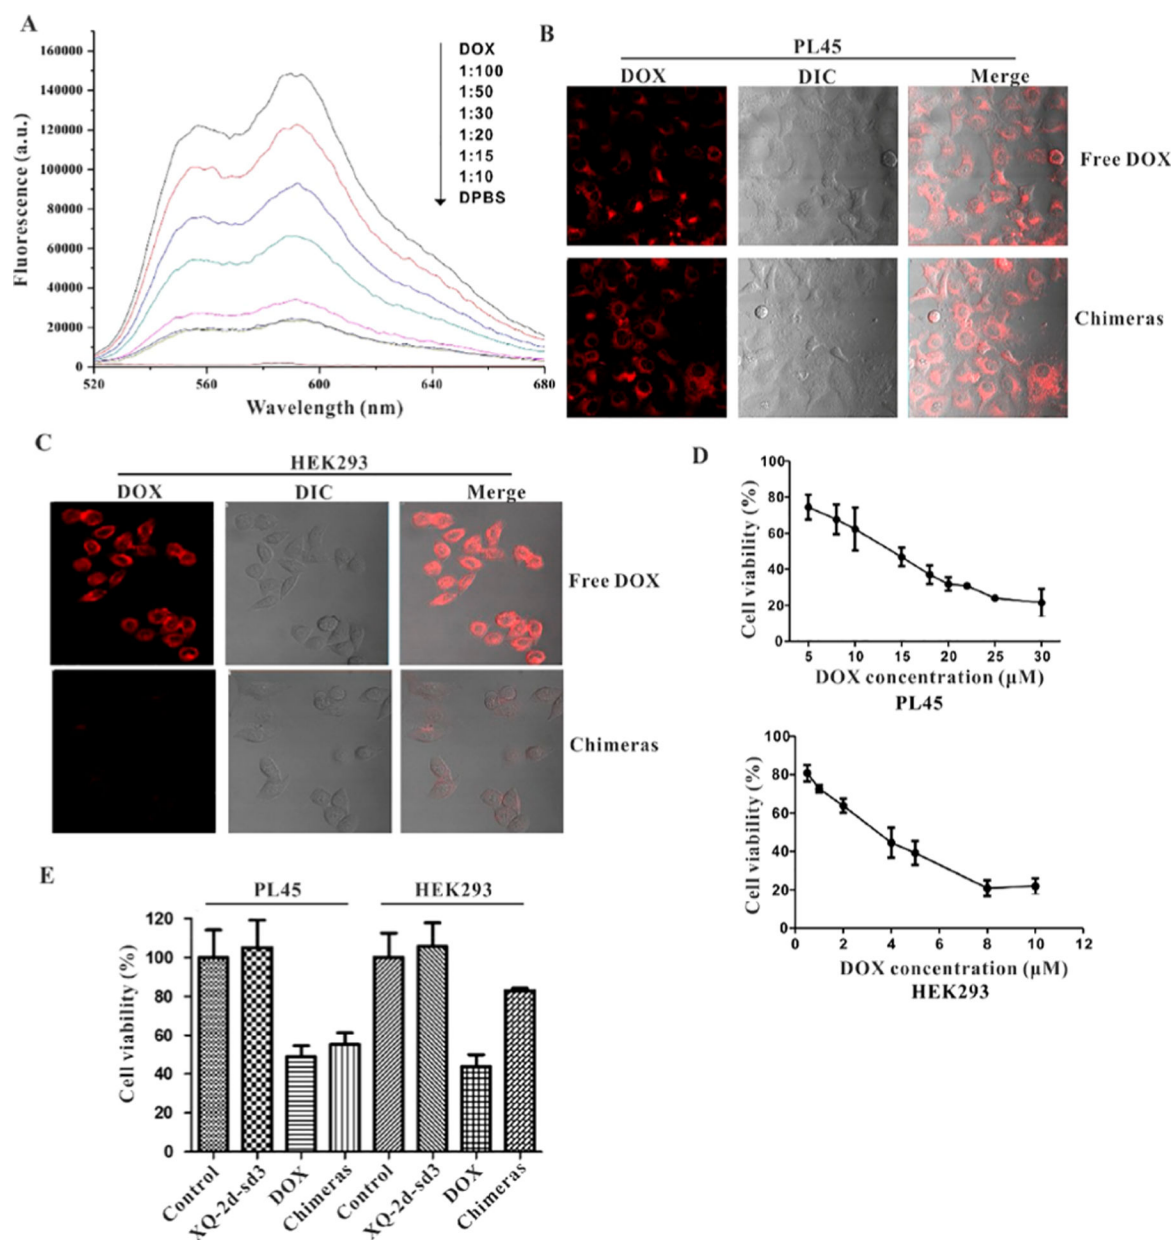 A
160000
140000
120000
100000
80000
60000
40000
20000
0
Fluorescence (a.u.)
520 560 600 640 680
Wavelength (nm)
DOX
1:100
1:50
1:30
1:20
1:15
1:10
DPBS
B
PL45
DOX DIC Merge
Free DOX
Chimeras
C
HEK293
DOX DIC Merge
Free DOX
Chimeras
D
100
80
60
40
20
0
Cell viability (%)
5 10 15 20 25 30
DOX concentration (μM)
PL45
100
80
60
40
20
0
Cell viability (%)
0 2 4 6 8 10 12
DOX concentration (μM)
HEK293
E
PL45 HEK293
120
100
80
60
40
20
0
Cell viability (%)
Control XQ-2d-sd3 DOX Chimeras Control XQ-2d-sd3 DOX Chimeras